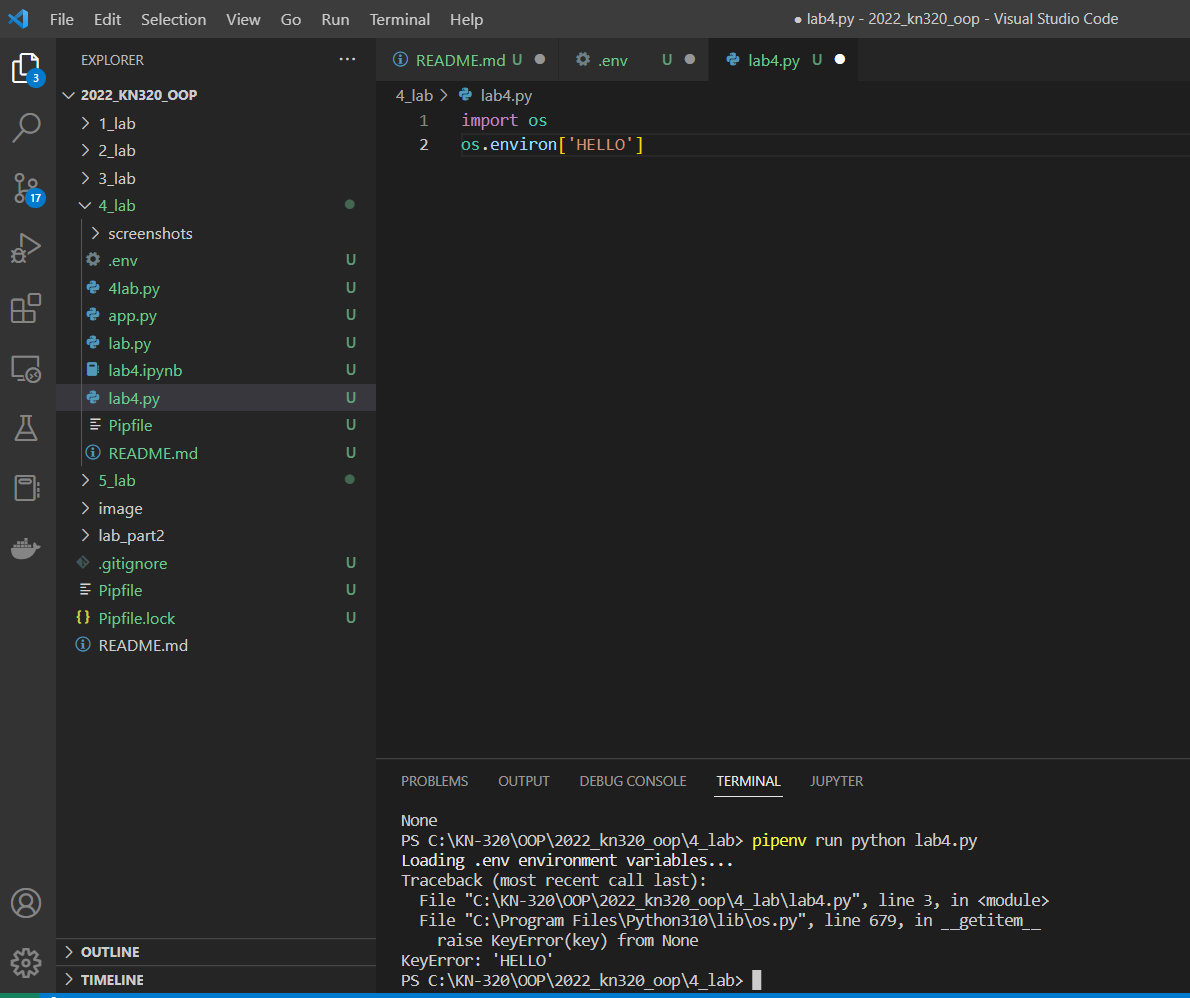 File Edit Selection View Go Run Terminal Help
● lab4.py - 2022_kn320_oop - Visual Studio Code
3
17
EXPLORER ...
2022_KN320_OOP
1_lab
2_lab
3_lab
4_lab
screenshots
.env U
4lab.py U
app.py U
lab.py U
lab4.ipynb U
lab4.py U
Pipfile U
README.md U
5_lab
image
lab_part2
.gitignore U
Pipfile U
{} Pipfile.lock U
README.md
OUTLINE
TIMELINE
README.md U ● .env U ● lab4.py U ●
4_lab > lab4.py
1 import os
2 os.environ['HELLO']
PROBLEMS OUTPUT DEBUG CONSOLE TERMINAL JUPYTER
None
PS C:\KN-320\OOP\2022_kn320_oop\4_lab> pipenv run python lab4.py
Loading .env environment variables...
Traceback (most recent call last):
  File "C:\KN-320\OOP\2022_kn320_oop\4_lab\lab4.py", line 3, in <module>
  File "C:\Program Files\Python310\lib\os.py", line 679, in __getitem__
    raise KeyError(key) from None
KeyError: 'HELLO'
PS C:\KN-320\OOP\2022_kn320_oop\4_lab>